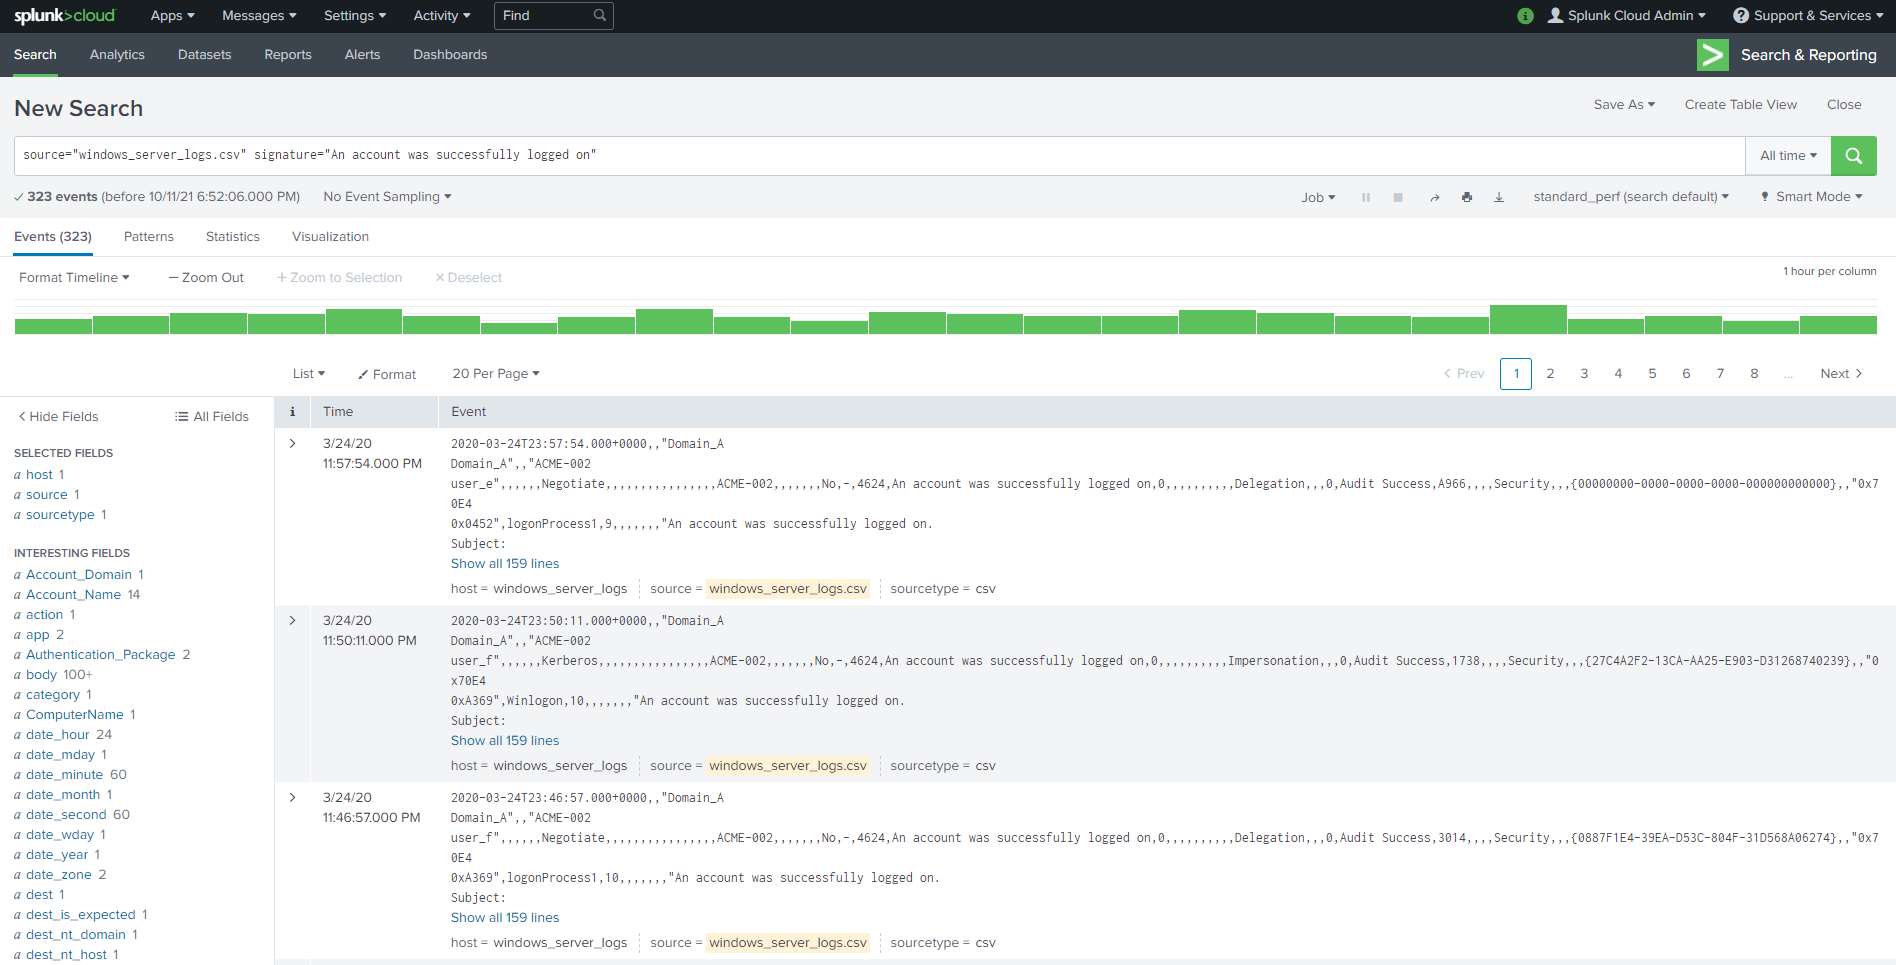 splunk>cloud Apps Messages Settings Activity Find Splunk Cloud Admin Support & Services
Search Analytics Datasets Reports Alerts Dashboards Search & Reporting
New Search Save As Create Table View Close
source="windows_server_logs.csv" signature="An account was successfully logged on" All time
323 events (before 10/11/21 6:52:06.000 PM) No Event Sampling Job standard_perf (search default) Smart Mode
Events (323) Patterns Statistics Visualization
Format Timeline — Zoom Out + Zoom to Selection × Deselect 1 hour per column
List Format 20 Per Page < Prev 1 2 3 4 5 6 7 8 ... Next >
< Hide Fields All Fields
SELECTED FIELDS
a host 1
a source 1
a sourcetype 1
INTERESTING FIELDS
a Account_Domain 1
a Account_Name 14
a action 1
a app 2
a Authentication_Package 2
a body 100+
a category 1
a ComputerName 1
a date_hour 24
a date_mday 1
a date_minute 60
a date_month 1
a date_second 60
a date_wday 1
a date_year 1
a date_zone 2
a dest 1
a dest_is_expected 1
a dest_nt_domain 1
a dest_nt_host 1
i Time Event
3/24/20
11:57:54.000 PM
2020-03-24T23:57:54.000+0000,,"Domain_A
Domain_A",,"ACME-002
user_e",,,,,,Negotiate,,,,,,,,,,,,,,,,ACME-002,,,,,,,No,-,4624,An account was successfully logged on,0,,,,,,,,,,Delegation,,,0,Audit Success,A966,,,,Security,,,{00000000-0000-0000-0000-000000000000},,"0x7
0E4
0x0452",logonProcess1,9,,,,,,,"An account was successfully logged on.
Subject:
Show all 159 lines
host = windows_server_logs source = windows_server_logs.csv sourcetype = csv
3/24/20
11:50:11.000 PM
2020-03-24T23:50:11.000+0000,,"Domain_A
Domain_A",,"ACME-002
user_f",,,,,,Kerberos,,,,,,,,,,,,,,,,ACME-002,,,,,,,No,-,4624,An account was successfully logged on,0,,,,,,,,,,Impersonation,,,0,Audit Success,1738,,,,Security,,,{27C4A2F2-13CA-AA25-E903-D31268740239},,"0
x70E4
0xA369",Winlogon,10,,,,,,,"An account was successfully logged on.
Subject:
Show all 159 lines
host = windows_server_logs source = windows_server_logs.csv sourcetype = csv
3/24/20
11:46:57.000 PM
2020-03-24T23:46:57.000+0000,,"Domain_A
Domain_A",,"ACME-002
user_f",,,,,,Negotiate,,,,,,,,,,,,,,,,ACME-002,,,,,,,No,-,4624,An account was successfully logged on,0,,,,,,,,,,Delegation,,,0,Audit Success,3014,,,,Security,,,{0887F1E4-39EA-D53C-804F-31D568A06274},,"0x7
0E4
0xA369",logonProcess1,10,,,,,,,"An account was successfully logged on.
Subject:
Show all 159 lines
host = windows_server_logs source = windows_server_logs.csv sourcetype = csv